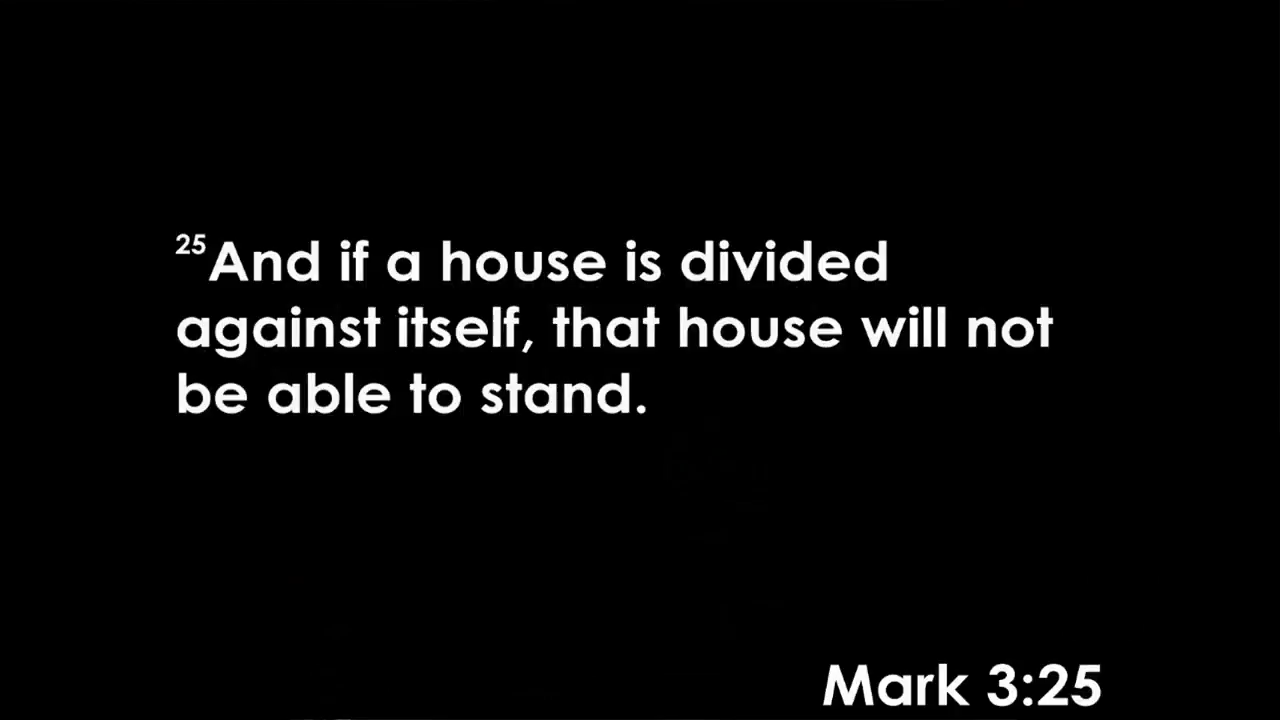 25And if a house is divided
against itself, that house will not
be able to stand.
Mark 3:25